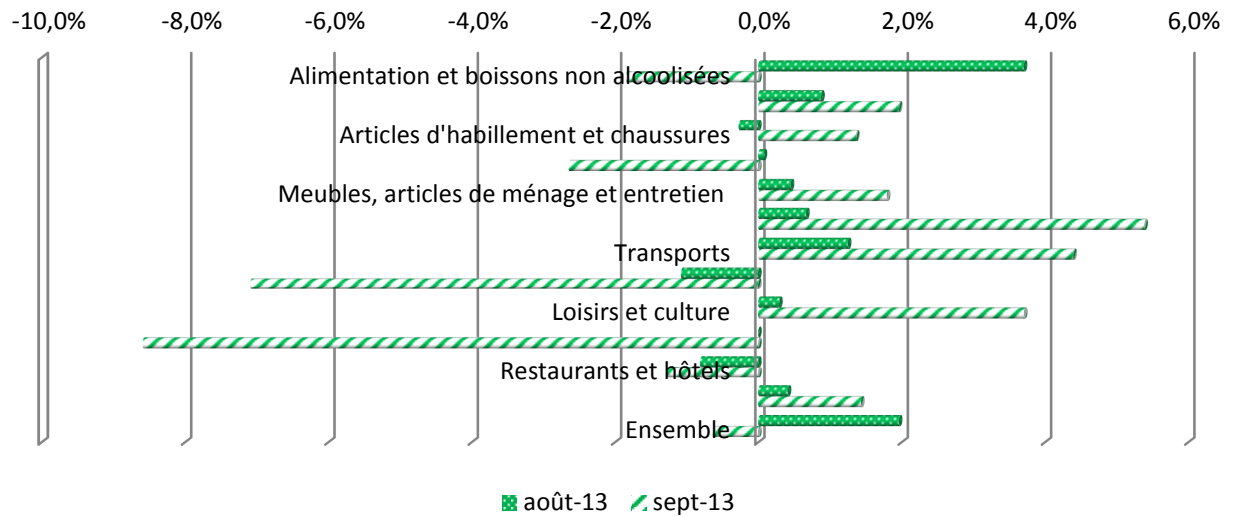 -10,0% -8,0% -6,0% -4,0% -2,0% 0,0% 2,0% 4,0% 6,0%
Alimentation et boissons non alcoolisées
Articles d'habillement et chaussures
Meubles, articles de ménage et entretien
Transports
Loisirs et culture
Restaurants et hôtels
Ensemble
août-13 sept-13